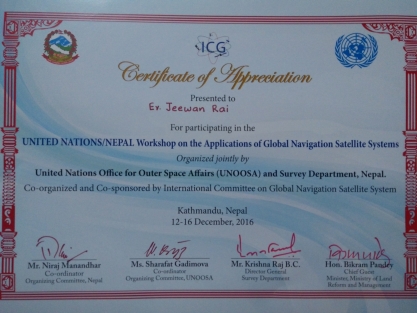 ICG
Certificate of Appreciation
Presented to
Er. Jeewan Rai
For participating in the
UNITED NATIONS/NEPAL Workshop on the Applications of Global Navigation Satellite Systems
Organized jointly by
United Nations Office for Outer Space Affairs (UNOOSA) and Survey Department, Nepal.
Co-organized and Co-sponsored by International Committee on Global Navigation Satellite System
Kathmandu, Nepal
12-16 December, 2016
Mr. Niraj Manandhar
Co-ordinator
Organizing Committee, Nepal
Ms. Sharafat Gadimova
Co-ordinator
Organizing Committee, UNOOSA
Mr. Krishna Raj B.C.
Director General
Survey Department
Hon. Bikram Pandey
Chief Guest
Minister, Ministry of Land
Reform and Management